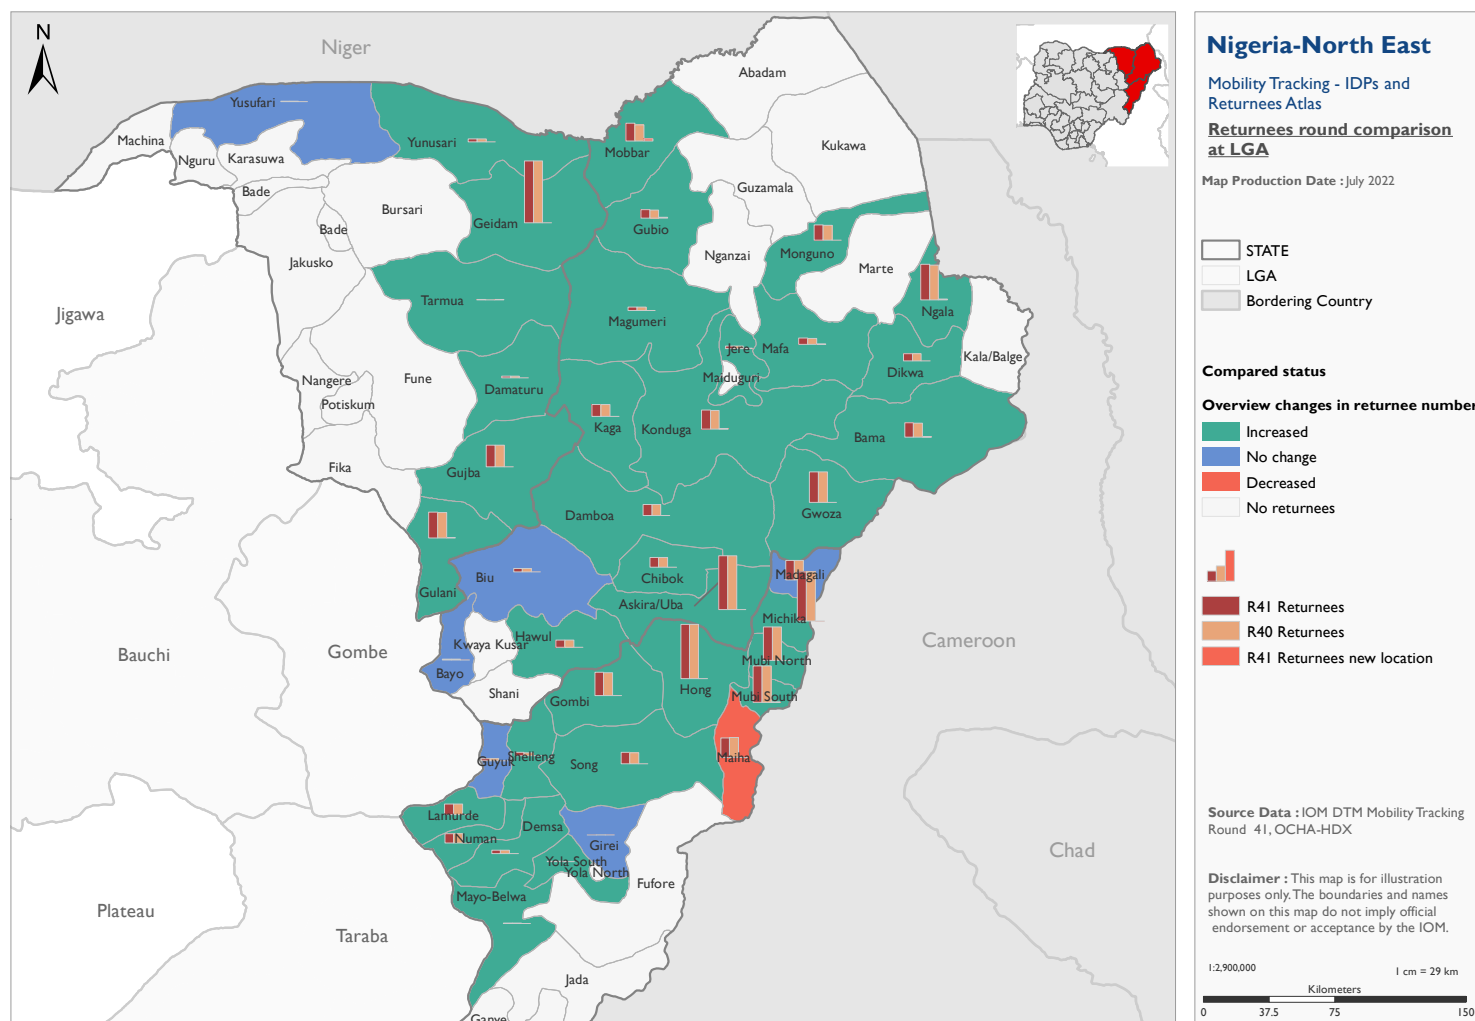 N
Niger
Abadam
Yusufari
Machina
Yunusari
Mobbar
Kukawa
Nguru
Karasuwa
Guzamala
Bade
Bursari
Geidam
Gubio
Bade
Nganzai
Monguno
Marte
Jakusko
Tarmua
Magumeri
Ngala
Jigawa
Jere
Mafa
Kala/Balge
Nangere
Fune
Damaturu
Maiduguri
Dikwa
Potiskum
Kaga
Konduga
Bama
Fika
Gujba
Damboa
Gwoza
Biu
Chibok
Madagali
Gulani
Askira/Uba
Michika
Kwaya Kusar
Hawul
Cameroon
Bauchi
Gombe
Bayo
Mubi North
Shani
Gombi
Hong
Mubi South
Guyuk
Shelleng
Song
Maiha
Lamurde
Demsa
Numan
Girei
Chad
Yola South
Yola North
Fufore
Mayo-Belwa
Plateau
Taraba
Jada
Ganye
Nigeria-North East
Mobility Tracking - IDPs and
Returnees Atlas
Returnees round comparison
at LGA
Map Production Date : July 2022
STATE
LGA
Bordering Country
Compared status
Overview changes in returnee number
Increased
No change
Decreased
No returnees
R41 Returnees
R40 Returnees
R41 Returnees new location
Source Data : IOM DTM Mobility Tracking
Round 41, OCHA-HDX
Disclaimer : This map is for illustration
purposes only. The boundaries and names
shown on this map do not imply official
endorsement or acceptance by the IOM.
1:2,900,000
1 cm = 29 km
Kilometers
0 37.5 75 150